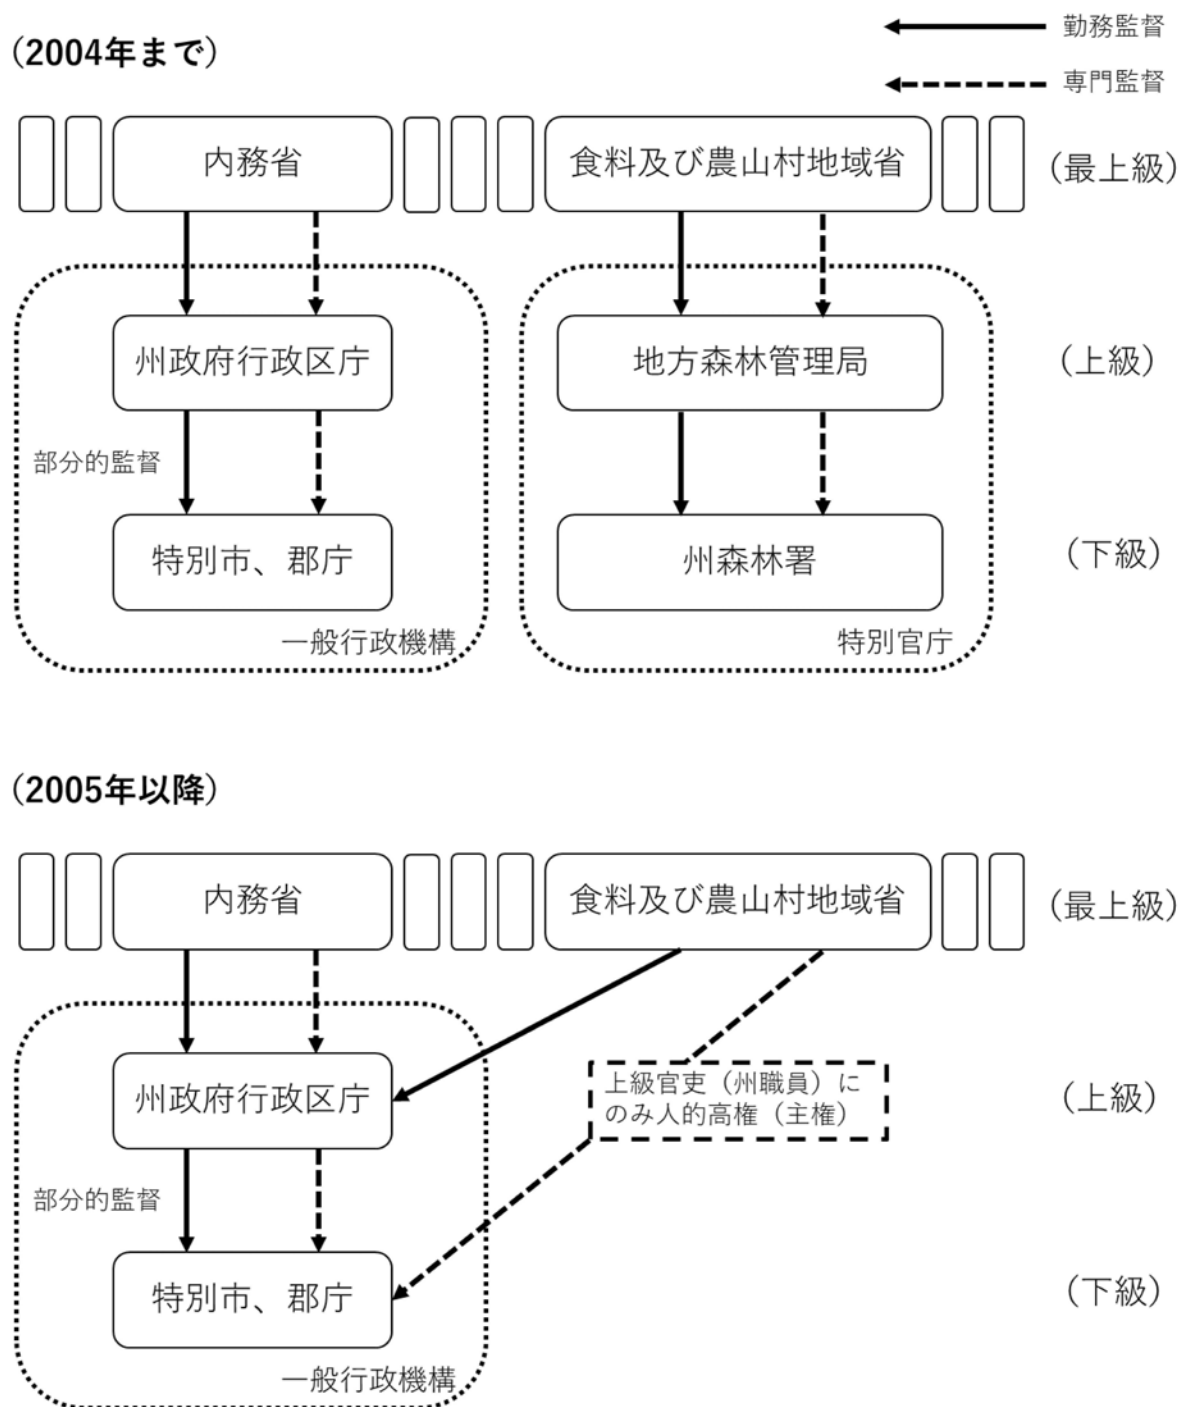 勤務監督
(2004年まで)
専門監督
内務省
食料及び農山村地域省
(最上級)
州政府行政区庁
地方森林管理局
(上級)
部分的監督
特別市、郡庁
州森林署
(下級)
一般行政機構
特別官庁
(2005年以降)
内務省
食料及び農山村地域省
(最上級)
州政府行政区庁
上級官吏（州職員）に
のみ人的高権（主権）
(上級)
部分的監督
特別市、郡庁
(下級)
一般行政機構